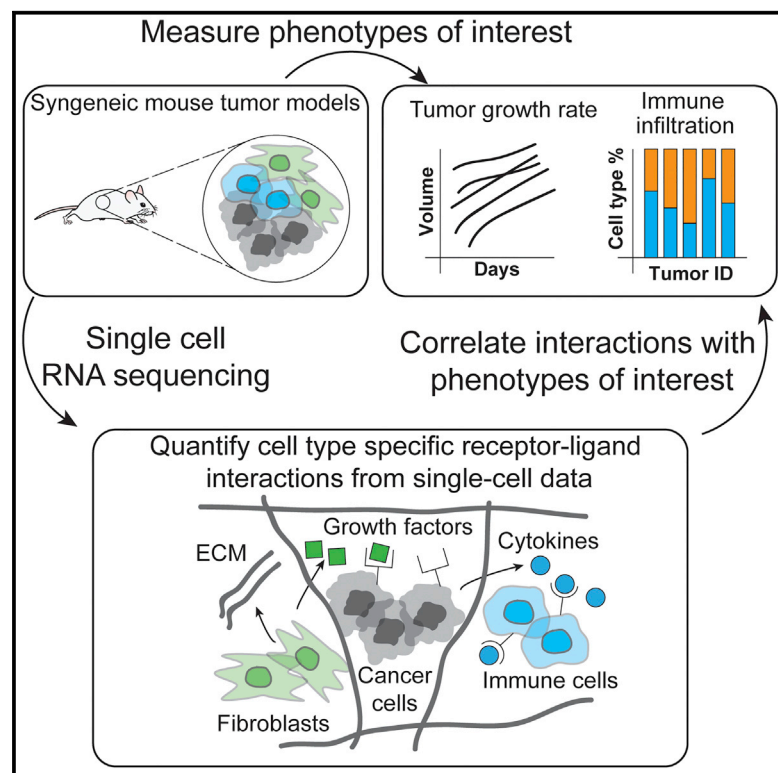 Measure phenotypes of interest
Syngeneic mouse tumor models
Tumor growth rate
Volume
Days
Immune
infiltration
Cell type %
Tumor ID
Single cell
RNA sequencing
Correlate interactions with
phenotypes of interest
Quantify cell type specific receptor-ligand
interactions from single-cell data
ECM
Growth factors
Cytokines
Fibroblasts
Cancer
cells
Immune cells